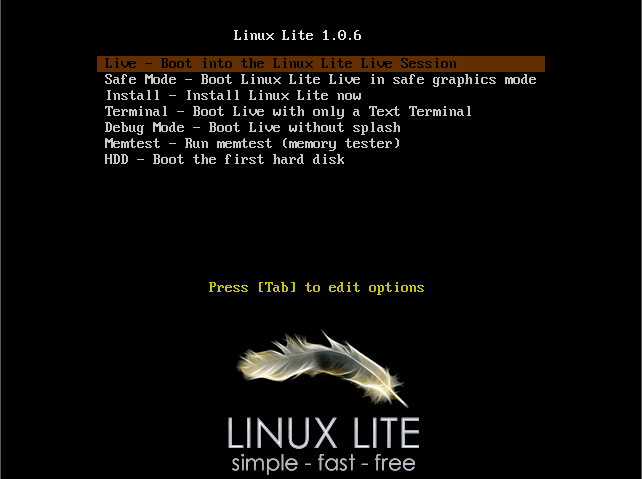 Linux Lite 1.0.6
Live - Boot into the Linux Lite Live Session
Safe Mode - Boot Linux Lite Live in safe graphics mode
Install - Install Linux Lite now
Terminal - Boot Live with only a Text Terminal
Debug Mode - Boot Live without splash
Memtest - Run memtest (memory tester)
HDD - Boot the first hard disk
Press [Tab] to edit options
LINUX LITE
simple - fast - free